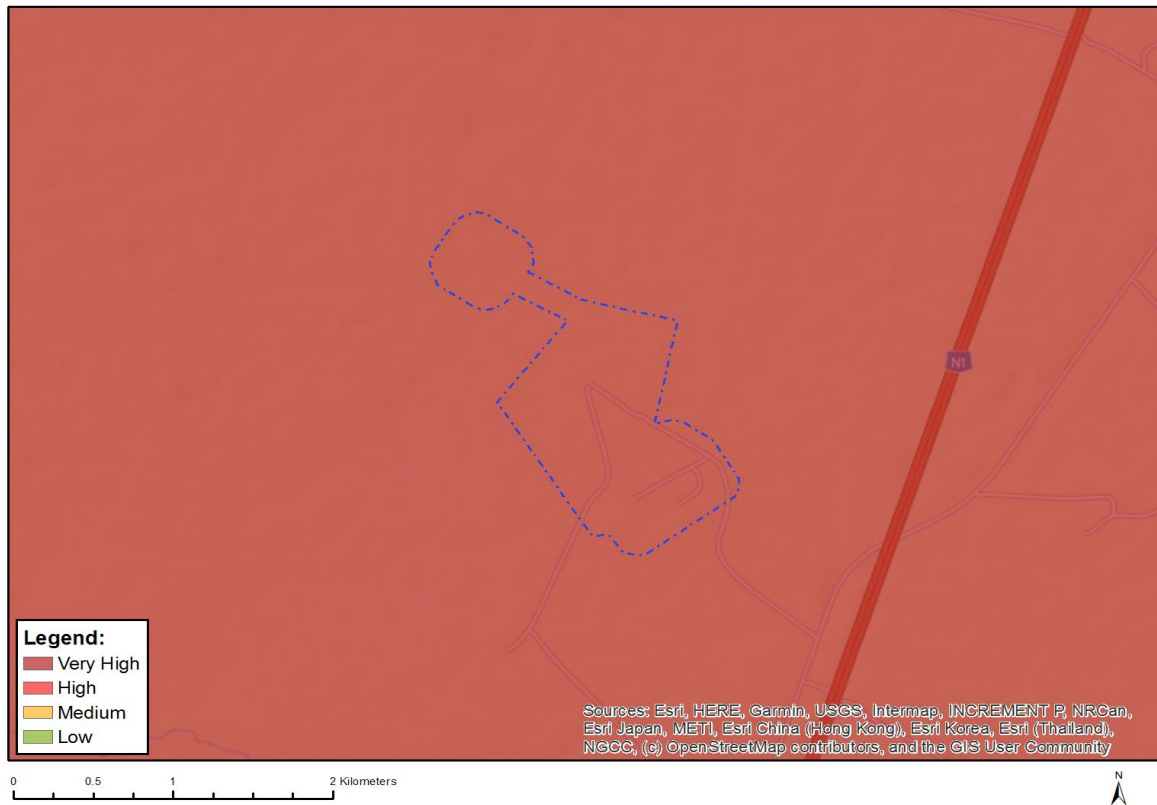 N1
Legend:
Very High
High
Medium
Low
Sources: Esri, HERE, Garmin, USGS, Intermap, INCREMENT P, NRCan,
Esri Japan, METI, Esri China (Hong Kong), Esri Korea, Esri (Thailand),
NGCC, (c) OpenStreetMap contributors, and the GIS User Community
0 0.5 1 2 Kilometers
N